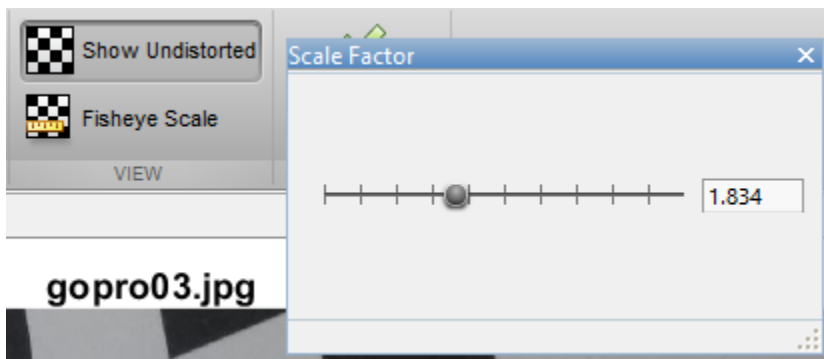 Show Undistorted
Fisheye Scale
VIEW
Scale Factor
1.834
gopro03.jpg